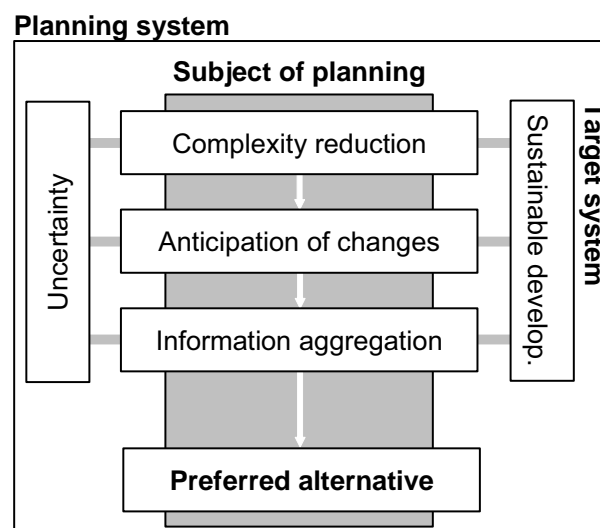 Planning system
Subject of planning
Complexity reduction
Anticipation of changes
Information aggregation
Preferred alternative
Uncertainty
Sustainable develop.
Target system